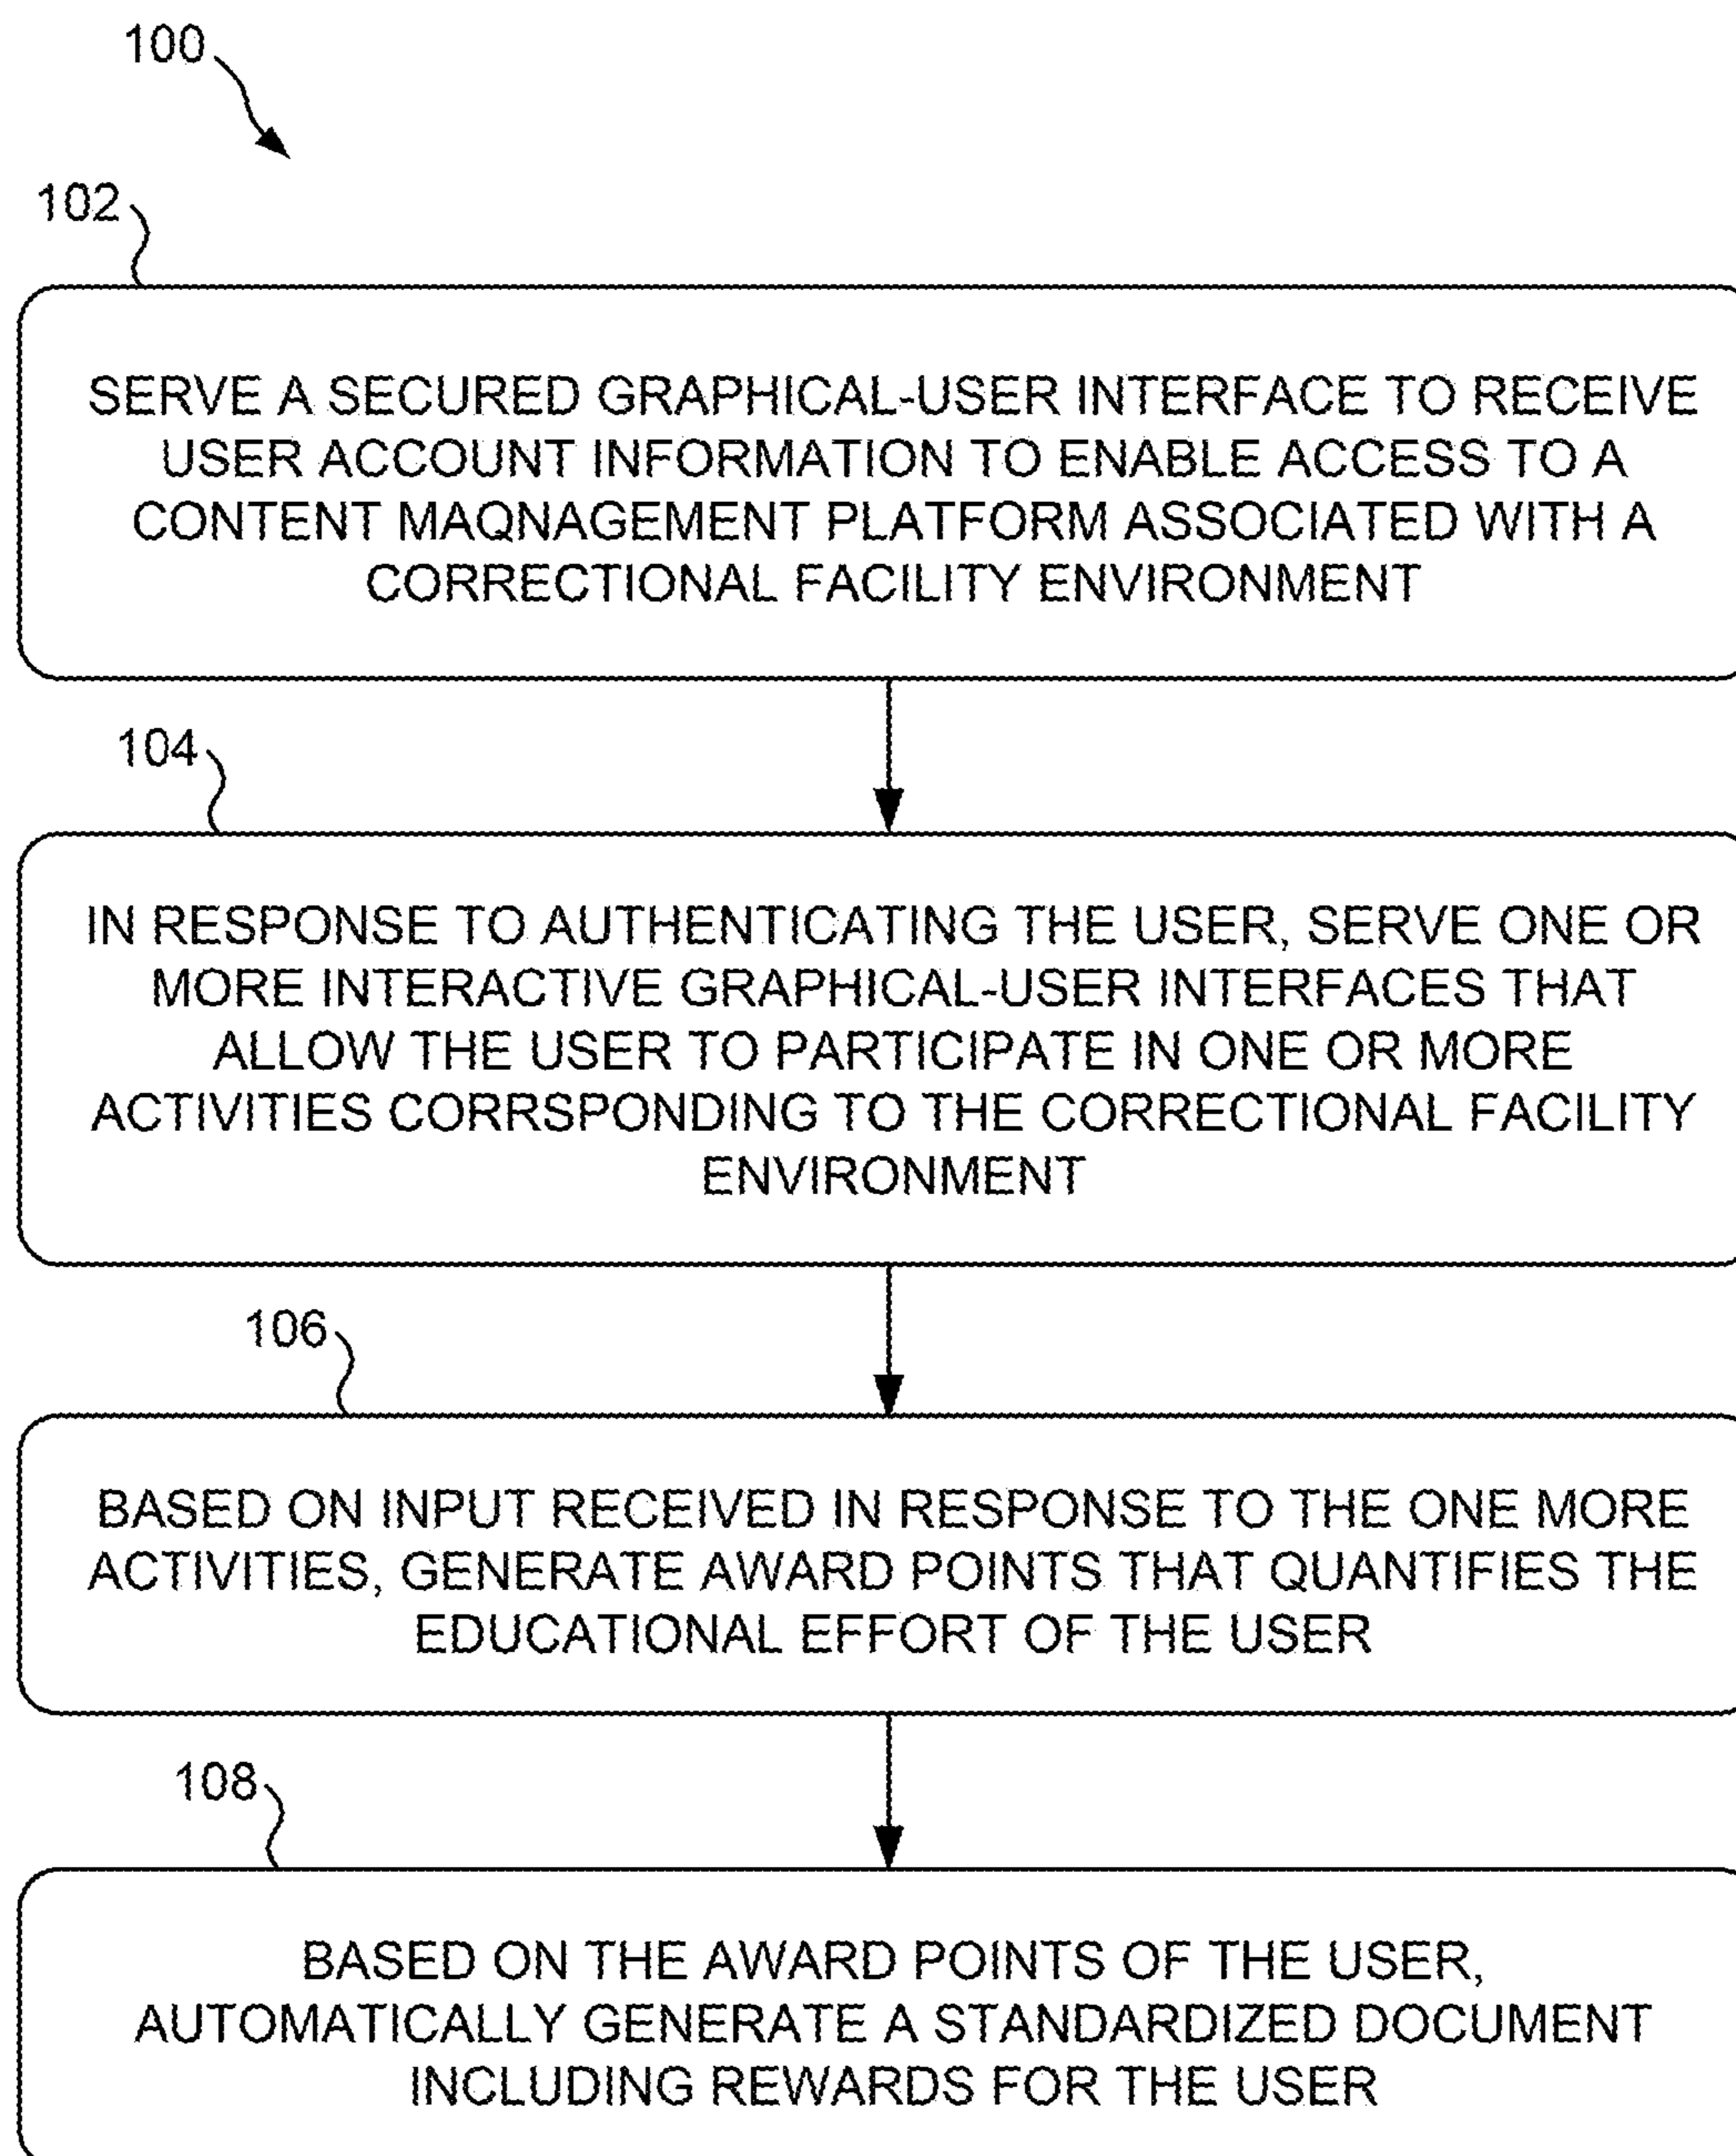 100
102
SERVE A SECURED GRAPHICAL-USER INTERFACE TO RECEIVE
USER ACCOUNT INFORMATION TO ENABLE ACCESS TO A
CONTENT MAQNAGEMENT PLATFORM ASSOCIATED WITH A
CORRECTIONAL FACILITY ENVIRONMENT
104
IN RESPONSE TO AUTHENTICATING THE USER, SERVE ONE OR
MORE INTERACTIVE GRAPHICAL-USER INTERFACES THAT
ALLOW THE USER TO PARTICIPATE IN ONE OR MORE
ACTIVITIES CORRSPONDING TO THE CORRECTIONAL FACILITY
ENVIRONMENT
106
BASED ON INPUT RECEIVED IN RESPONSE TO THE ONE MORE
ACTIVITIES, GENERATE AWARD POINTS THAT QUANTIFIES THE
EDUCATIONAL EFFORT OF THE USER
108
BASED ON THE AWARD POINTS OF THE USER,
AUTOMATICALLY GENERATE A STANDARDIZED DOCUMENT
INCLUDING REWARDS FOR THE USER